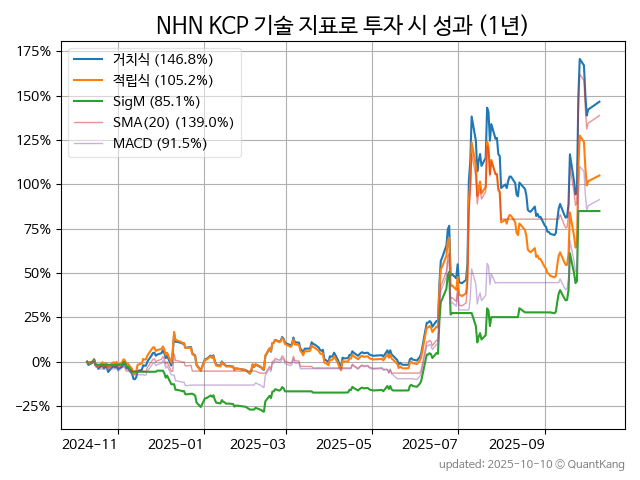 NHN KCP 기술 지표로 투자 시 성과 (1년)
175%
150%
125%
100%
75%
50%
25%
0%
−25%
거치식 (146.8%)
적립식 (105.2%)
SigM (85.1%)
SMA(20) (139.0%)
MACD (91.5%)
2024-11
2025-01
2025-03
2025-05
2025-07
2025-09
updated: 2025-10-10 © QuantKang